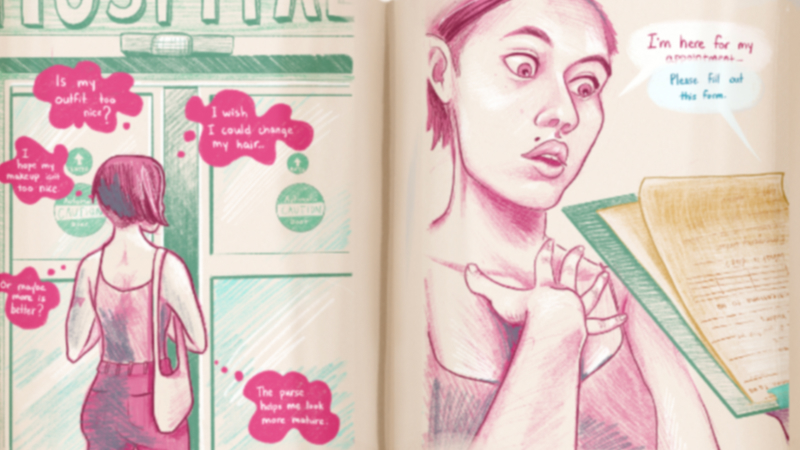 HOSPITAL
Is my
outfit too
nice?
I wish
I could change
my hair...
I
hope my
makeup isn't
too nice
CAUTION
CAUTION
Or maybe
more is
better?
The purse
helps me look
more mature.
I'm here for my
appointment...
Please fill out
this form.